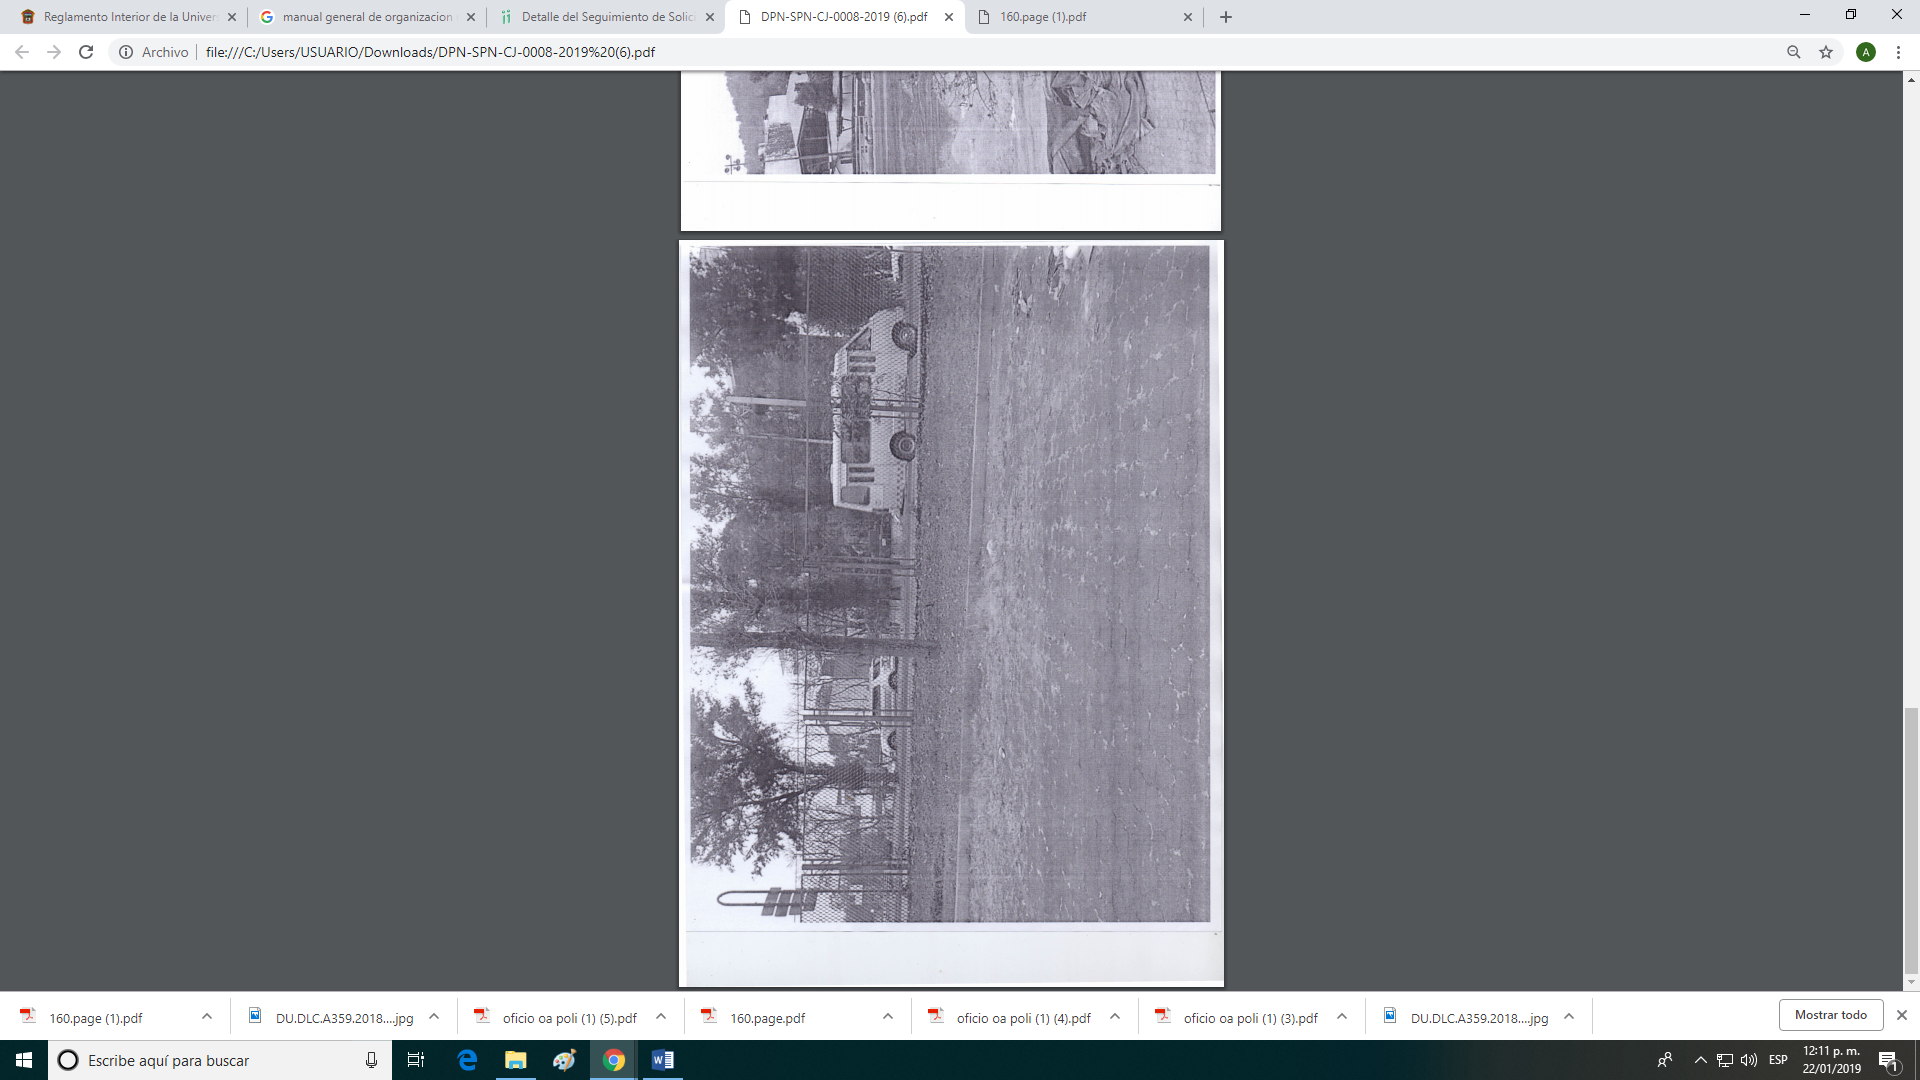 Reglamento Interior de la Univers
manual general de organizacion
Detalle del Seguimiento de Solici
DPN-SPN-CJ-0008-2019 (6).pdf
160.page (1).pdf
Archivo
file:///C:/Users/USUARIO/Downloads/DPN-SPN-CJ-0008-2019%20(6).pdf
A
160.page (1).pdf
DU.DLC.A359.2018....jpg
oficio oa poli (1) (5).pdf
160.page.pdf
oficio oa poli (1) (4).pdf
oficio oa poli (1) (3).pdf
DU.DLC.A359.2018....jpg
Mostrar todo
Escribe aquí para buscar
ESP
12:11 p. m.
22/01/2019
1